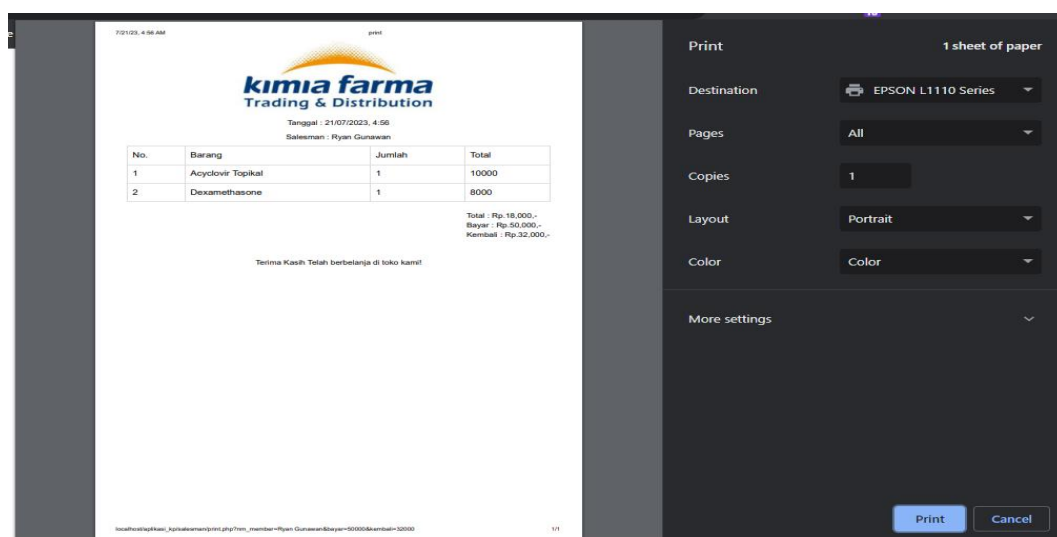 7/21/23, 4:56 AM print
kimia farma
Trading & Distribution
Tanggal : 21/07/2023, 4:56
Salesman : Ryan Gunawan
No. Barang Jumlah Total
1 Acyclovir Topikal 1 10000
2 Dexamethasone 1 8000
Total : Rp.18,000,-
Bayar : Rp.50,000,-
Kembali : Rp.32,000,-
Terima Kasih Telah berbelanja di toko kami!
localhost/aplikasi_kp/salesman/print.php?nm_member=Ryan Gunawan&bayar=50000&kembali=32000 1/1
Print 1 sheet of paper
Destination EPSON L1110 Series
Pages All
Copies 1
Layout Portrait
Color Color
More settings
Print Cancel